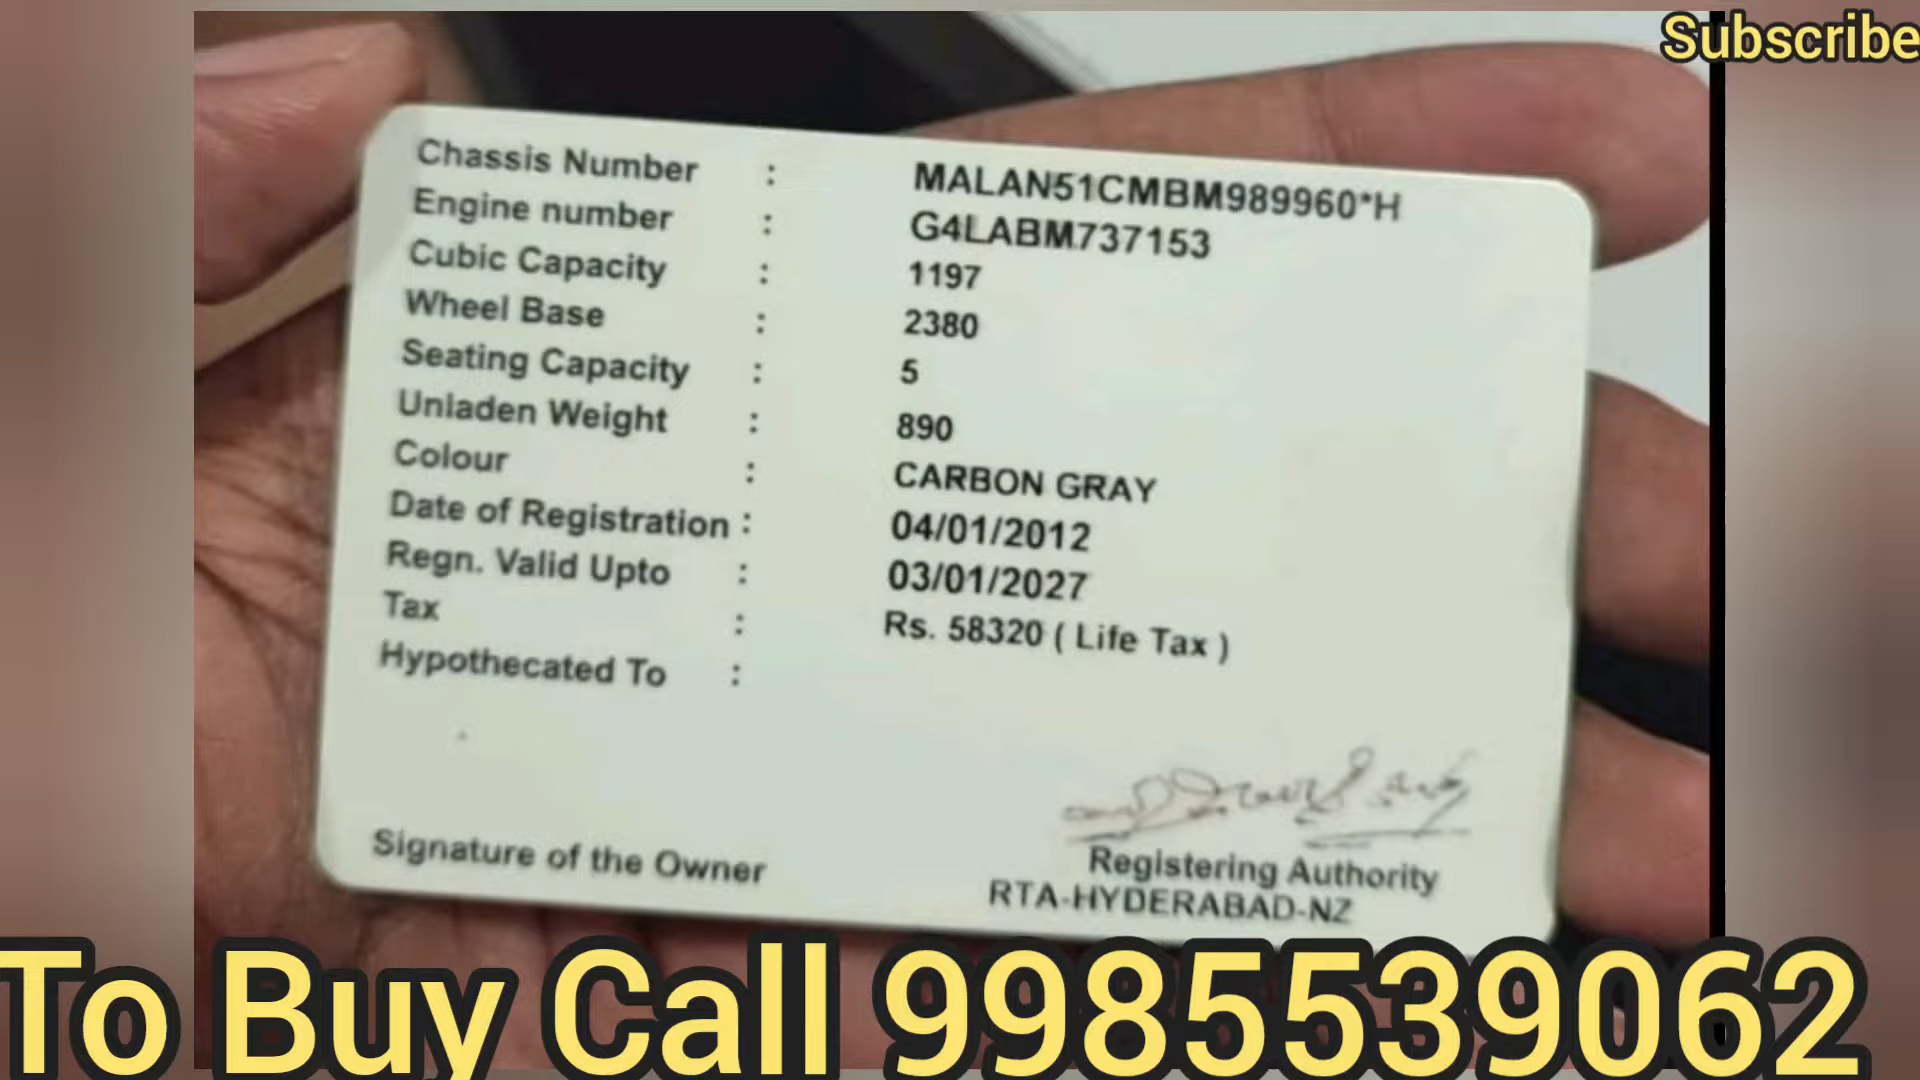 Subscribe
Chassis Number : MALAN51CMBM989960*H
Engine number : G4LABM737153
Cubic Capacity : 1197
Wheel Base : 2380
Seating Capacity : 5
Unladen Weight : 890
Colour : CARBON GRAY
Date of Registration : 04/01/2012
Regn. Valid Upto : 03/01/2027
Tax : Rs. 58320 ( Life Tax )
Hypothecated To :
Signature of the Owner
Registering Authority
RTA-HYDERABAD-NZ
To Buy Call 9985539062